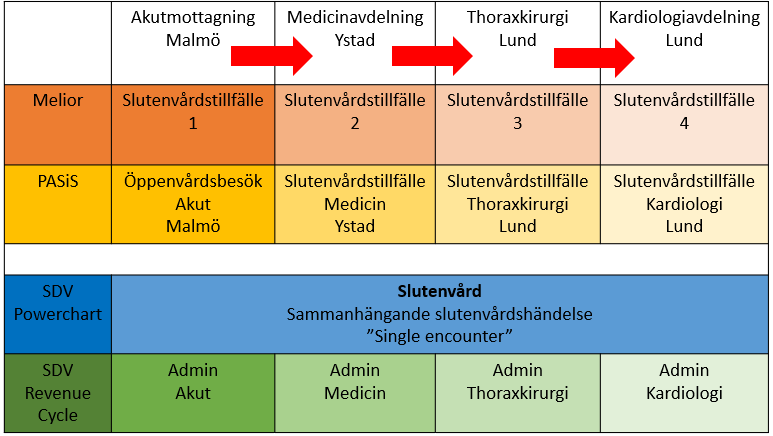 Akutmottagning
Malmö
Medicinavdelning
Ystad
Thoraxkirurgi
Lund
Kardiologiavdelning
Lund
Melior
Slutenvårdstillfälle
1
Slutenvårdstillfälle
2
Slutenvårdstillfälle
3
Slutenvårdstillfälle
4
PASiS
Öppenvårdsbesök
Akut
Malmö
Slutenvårdstillfälle
Medicin
Ystad
Slutenvårdstillfälle
Thoraxkirurgi
Lund
Slutenvårdstillfälle
Kardiologi
Lund
SDV
Powerchart
Slutenvård
Sammanhängande slutenvårdshändelse
”Single encounter”
SDV
Revenue
Cycle
Admin
Akut
Admin
Medicin
Admin
Thoraxkirurgi
Admin
Kardiologi